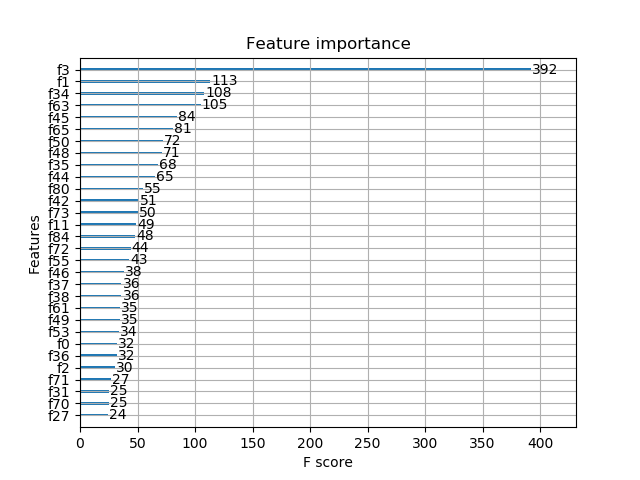 Feature importance
f3 392
f1 113
f34 108
f63 105
f45 84
f65 81
f50 72
f48 71
f35 68
f44 65
f80 55
f42 51
f73 50
f11 49
f84 48
f72 44
f55 43
f46 38
f37 36
f38 36
f61 35
f49 35
f53 34
f0 32
f36 32
f2 30
f71 27
f31 25
f70 25
f27 24
Features
0 50 100 150 200 250 300 350 400
F score